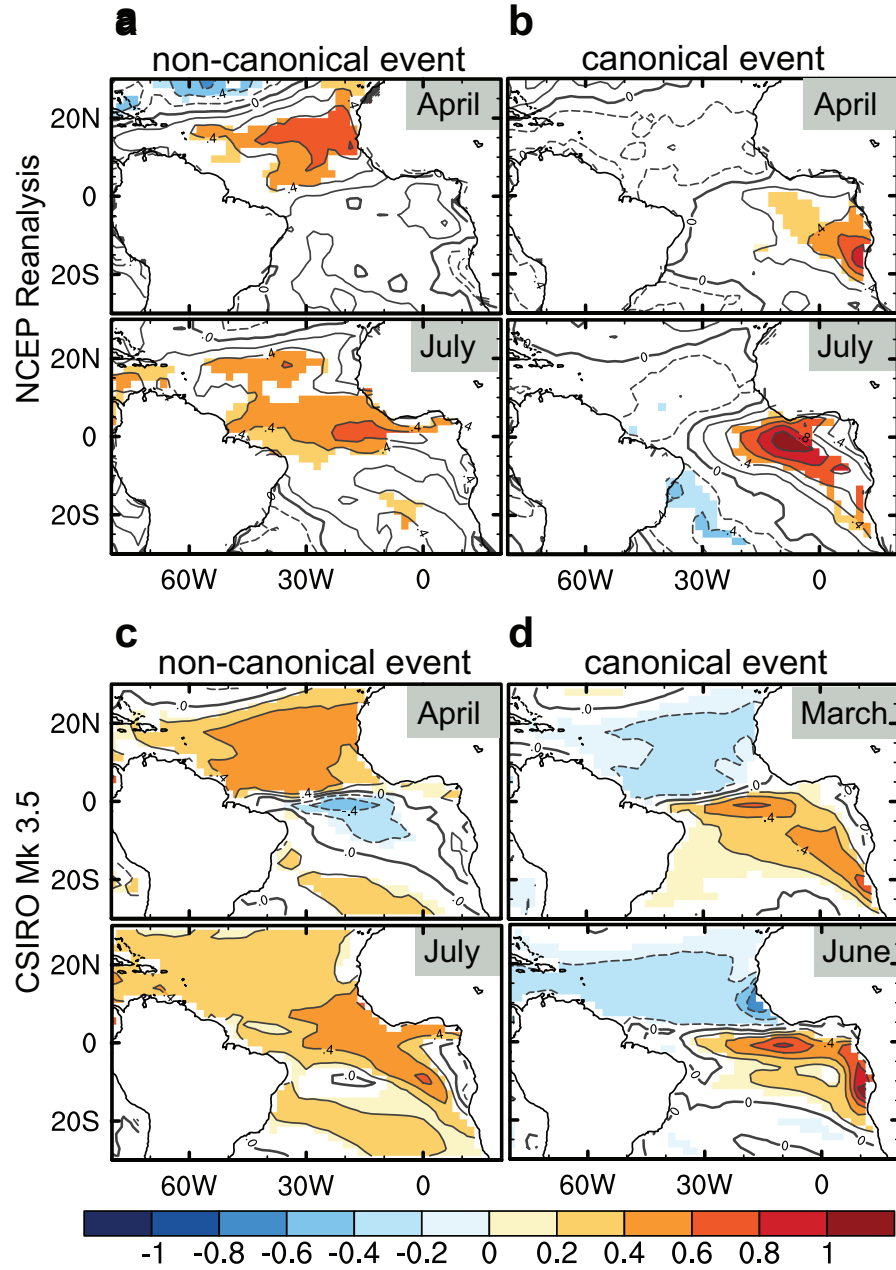 a b
non-canonical event canonical event
NCEP Reanalysis
April April
20N
0
20S
July July
20N
0
20S
60W 30W 0 60W 30W 0
c d
non-canonical event canonical event
CSIRO Mk 3.5
April March
20N
0
20S
July June
20N
0
20S
60W 30W 0 60W 30W 0
-1 -0.8 -0.6 -0.4 -0.2 0 0.2 0.4 0.6 0.8 1